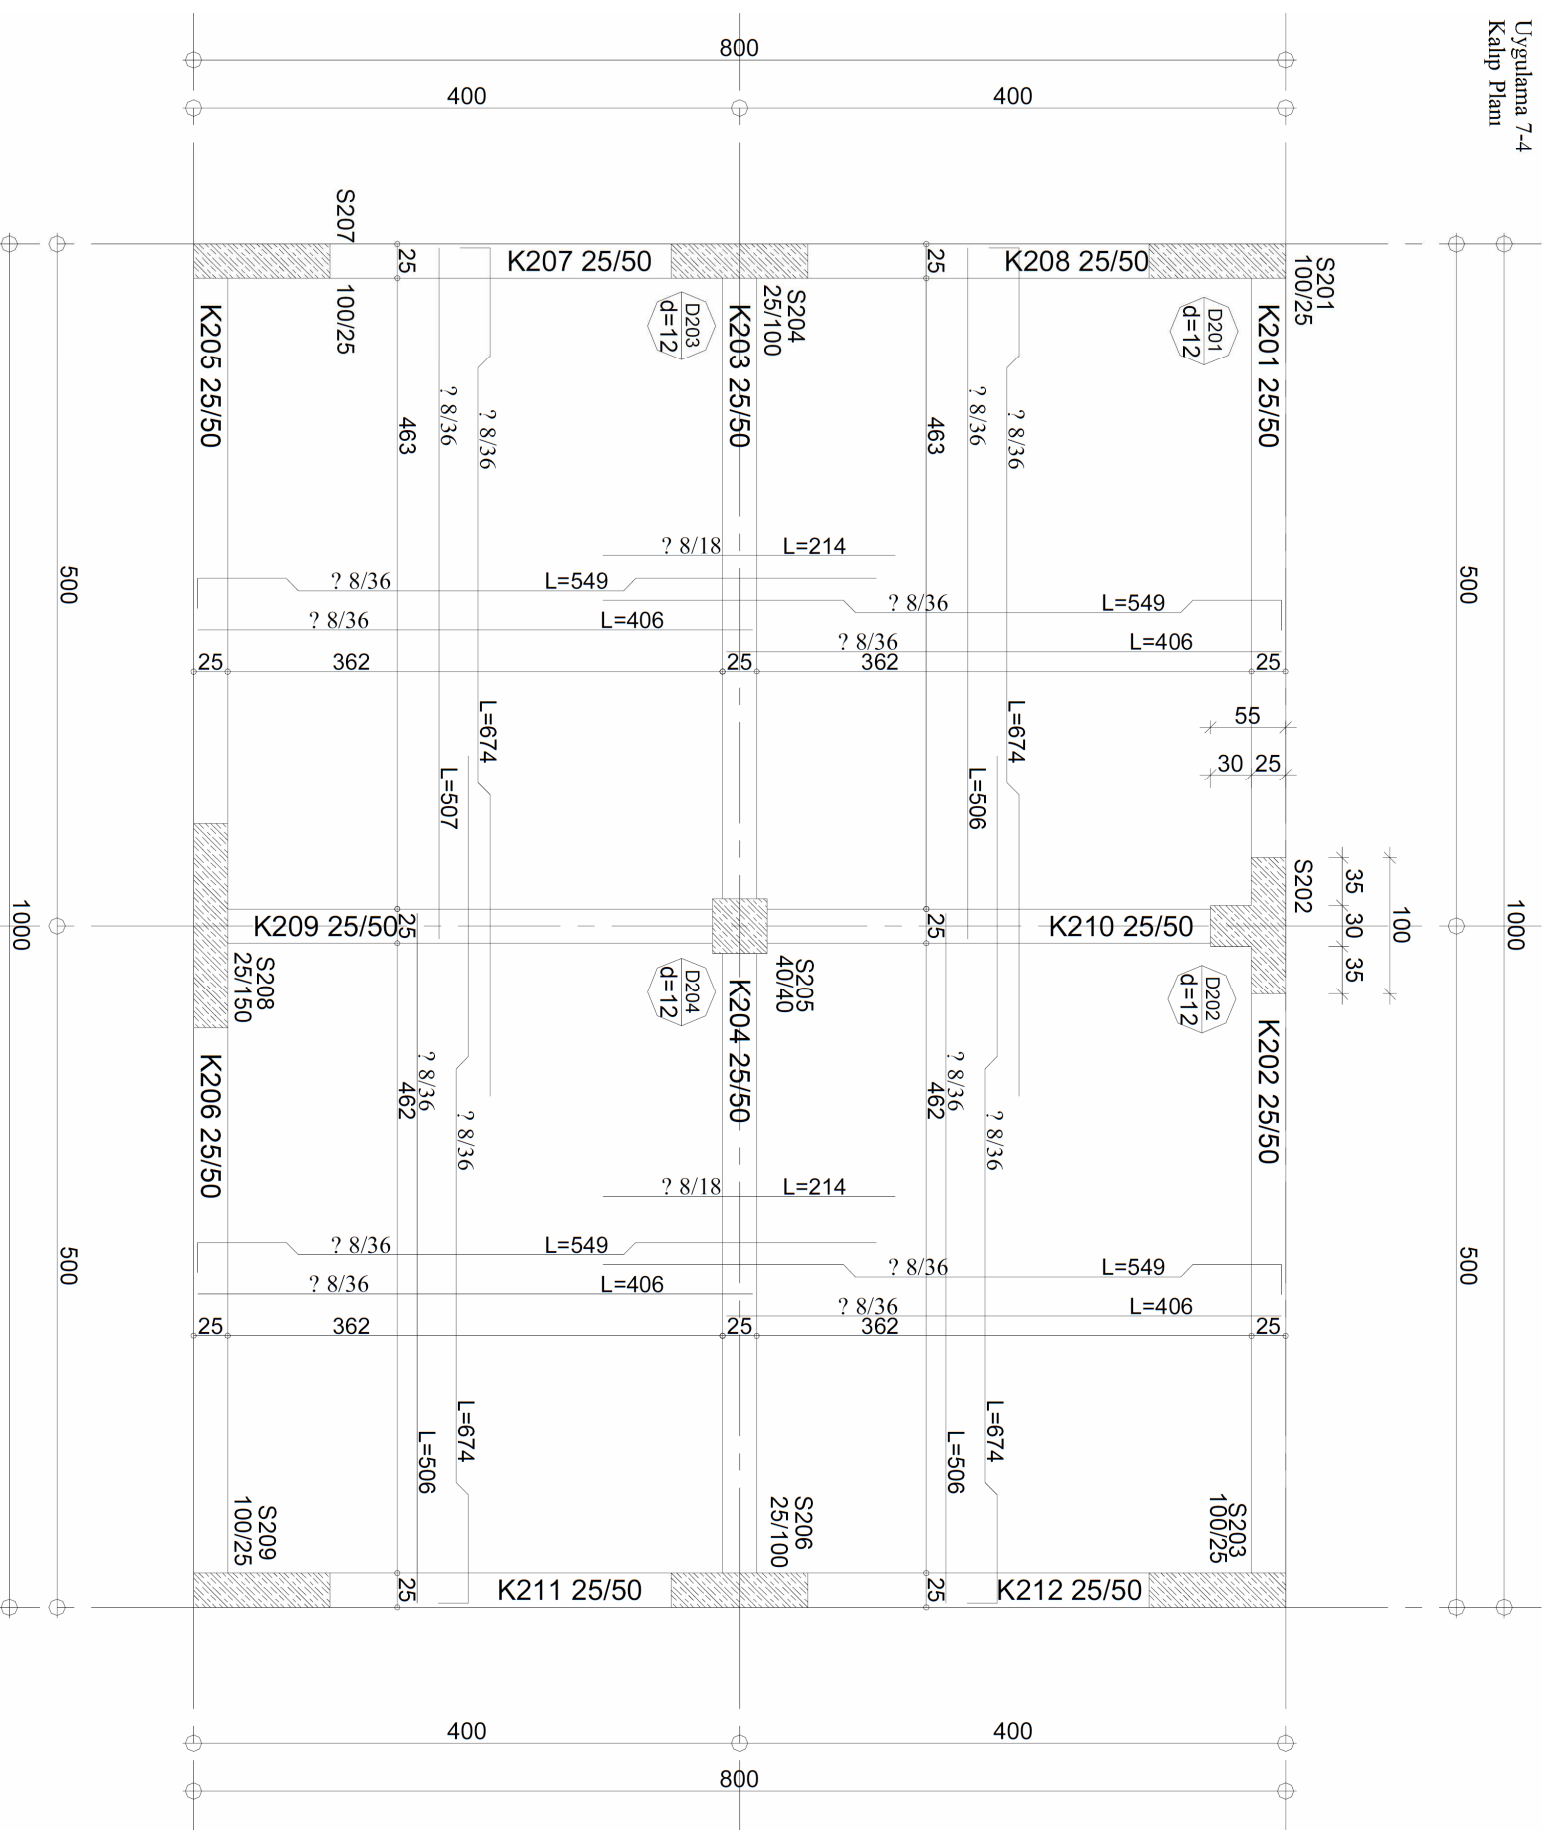 Uygulama 7-4
Kalıp Planı
800
400
400
S207
100/25
25
K207 25/50
25
K208 25/50
S201
100/25
K205 25/50
D203
d=12
K203 25/50
S204
25/100
D201
d=12
K201 25/50
463
? 8/36
? 8/36
463
? 8/36
? 8/36
500
500
? 8/18
L=214
? 8/36
L=549
? 8/36
L=549
? 8/36
L=406
? 8/36
L=406
25
362
25
362
25
L=674
L=507
L=674
L=506
55
30
25
S202
35
30
35
100
1000
1000
K209 25/50
25
25
K210 25/50
S208
25/150
D204
d=12
S205
40/40
K204 25/50
D202
d=12
K202 25/50
K206 25/50
462
? 8/36
? 8/36
462
? 8/36
? 8/36
? 8/18
L=214
500
500
? 8/36
L=549
? 8/36
L=549
? 8/36
L=406
? 8/36
L=406
25
362
25
362
25
L=674
L=506
L=674
L=506
S209
100/25
S206
25/100
S203
100/25
25
K211 25/50
25
K212 25/50
400
400
800